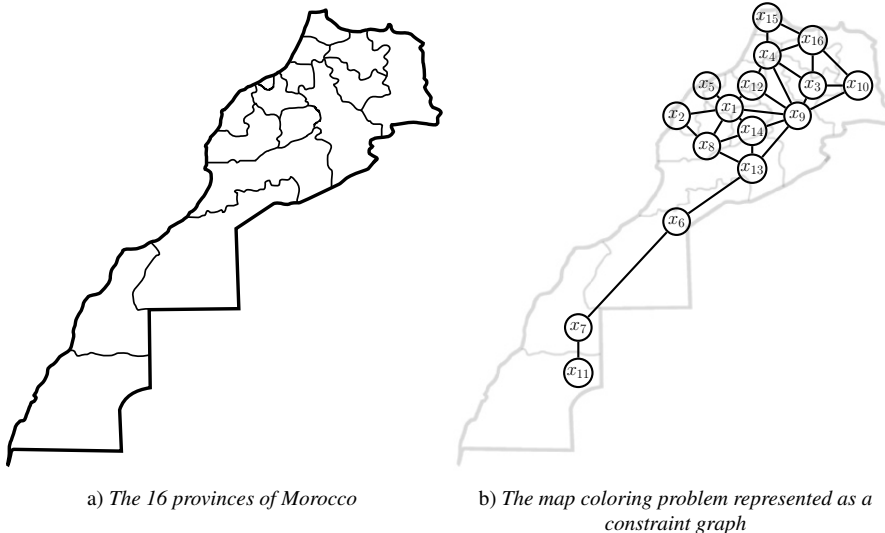 x15
x16
x4
x5
x12
x3
x10
x1
x2
x9
x14
x8
x13
x6
x7
x11
a) The 16 provinces of Morocco
b) The map coloring problem represented as a
constraint graph